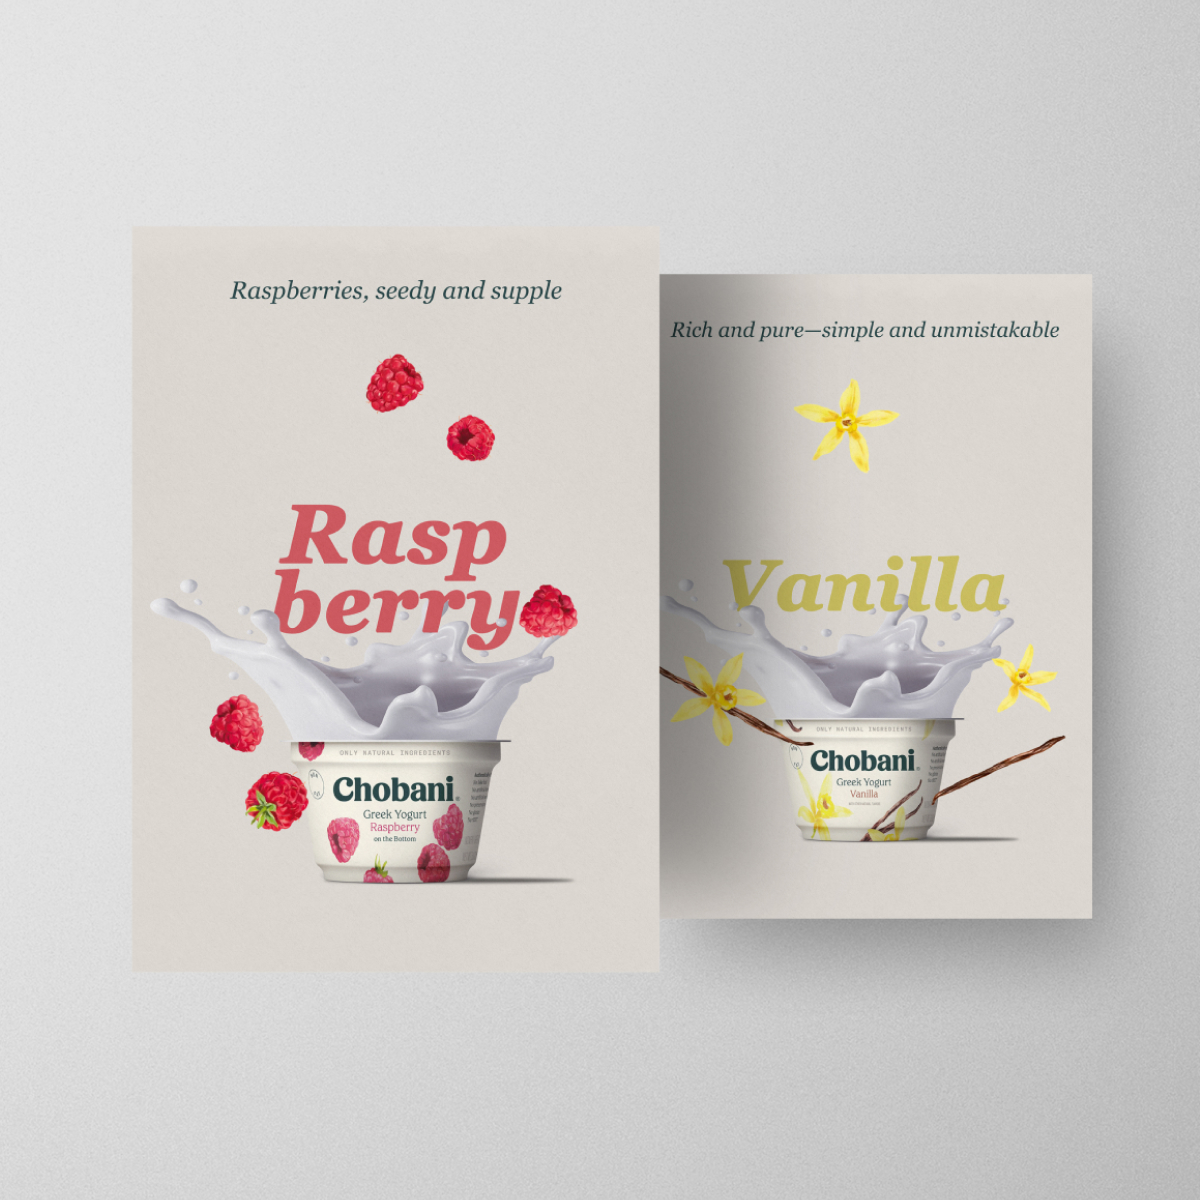 Raspberries, seedy and supple
Rasp
berry
ONLY NATURAL INGREDIENTS
Chobani
Greek Yogurt
Raspberry
on the Bottom
Rich and pure—simple and unmistakable
Vanilla
ONLY NATURAL INGREDIENTS
Chobani
Greek Yogurt
Vanilla